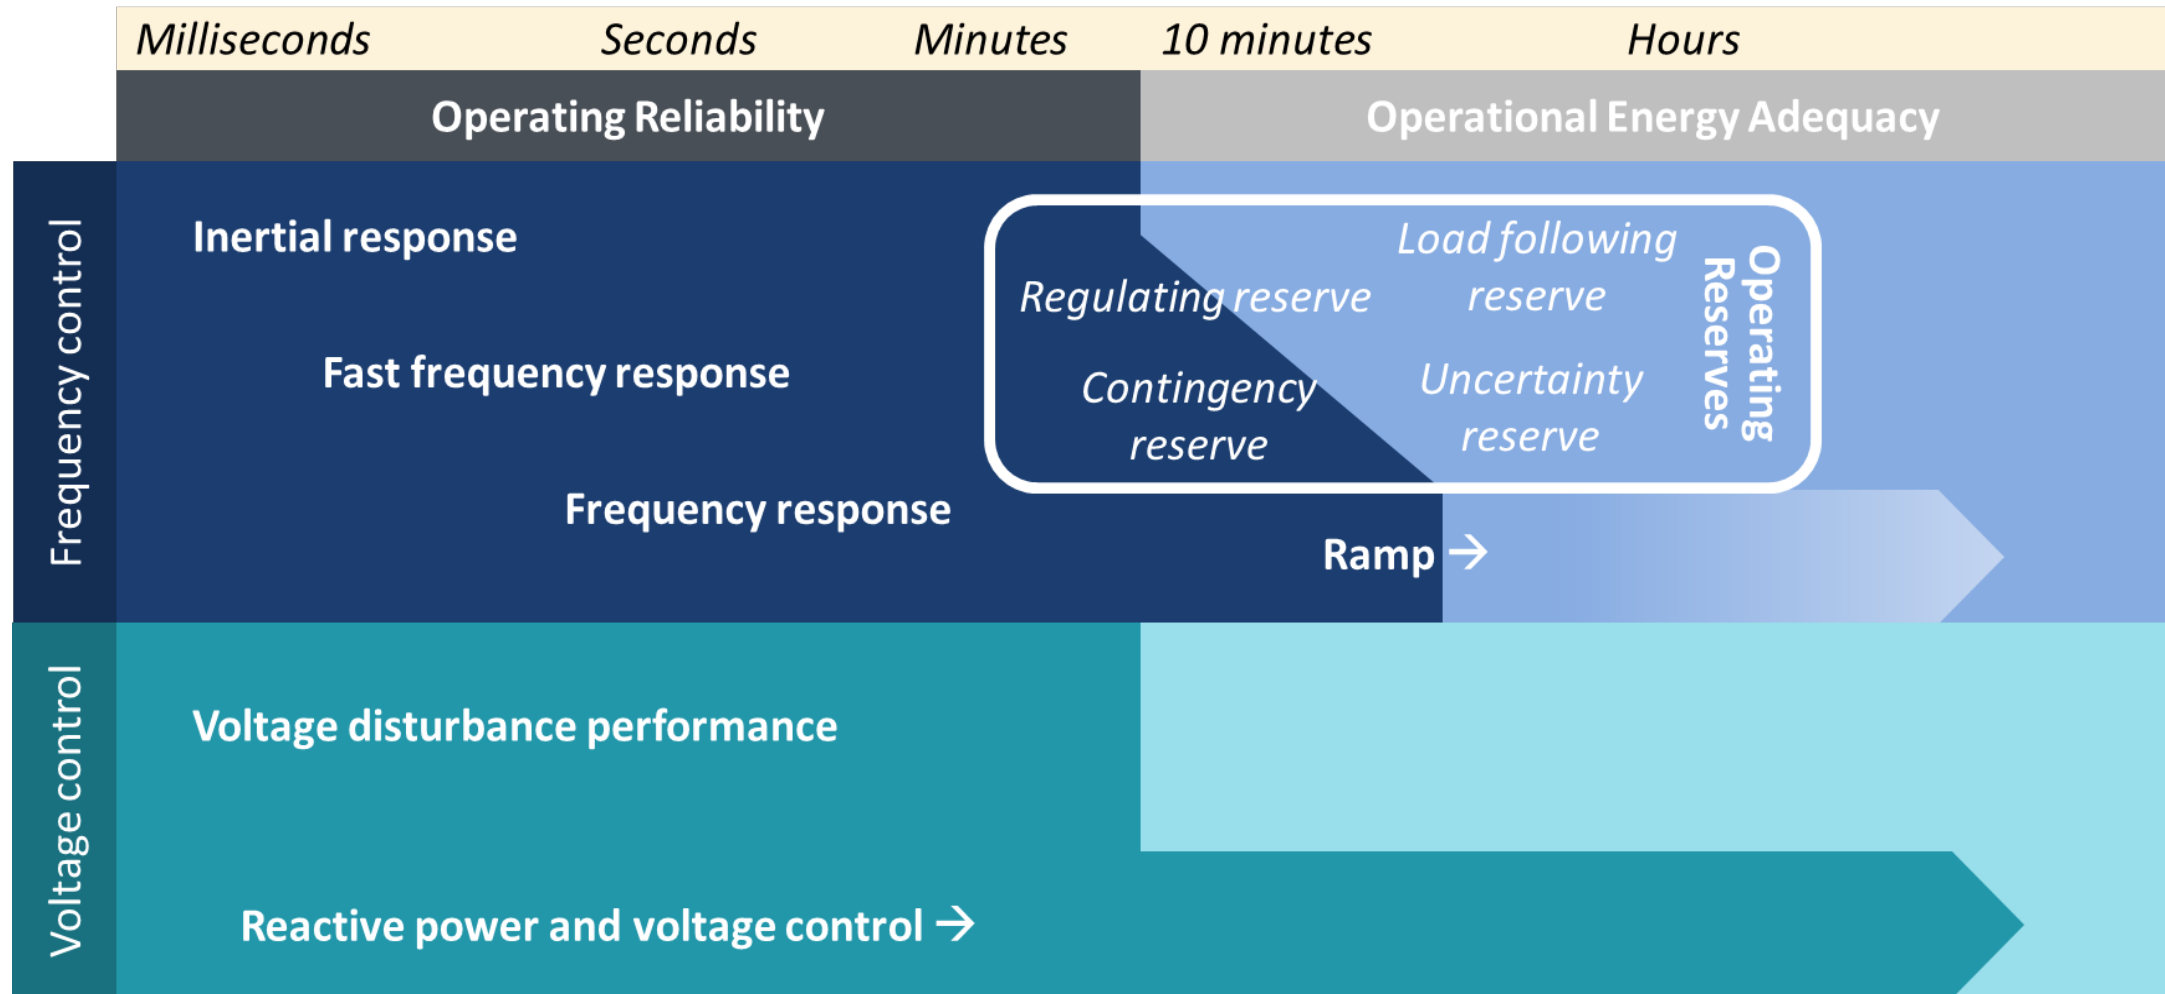 Milliseconds Seconds Minutes 10 minutes Hours
Operating Reliability Operational Energy Adequacy
Frequency control
Inertial response
Fast frequency response
Frequency response
Regulating reserve
Contingency
reserve
Load following
reserve
Uncertainty
reserve
Operating
Reserves
Ramp →
Voltage control
Voltage disturbance performance
Reactive power and voltage control →